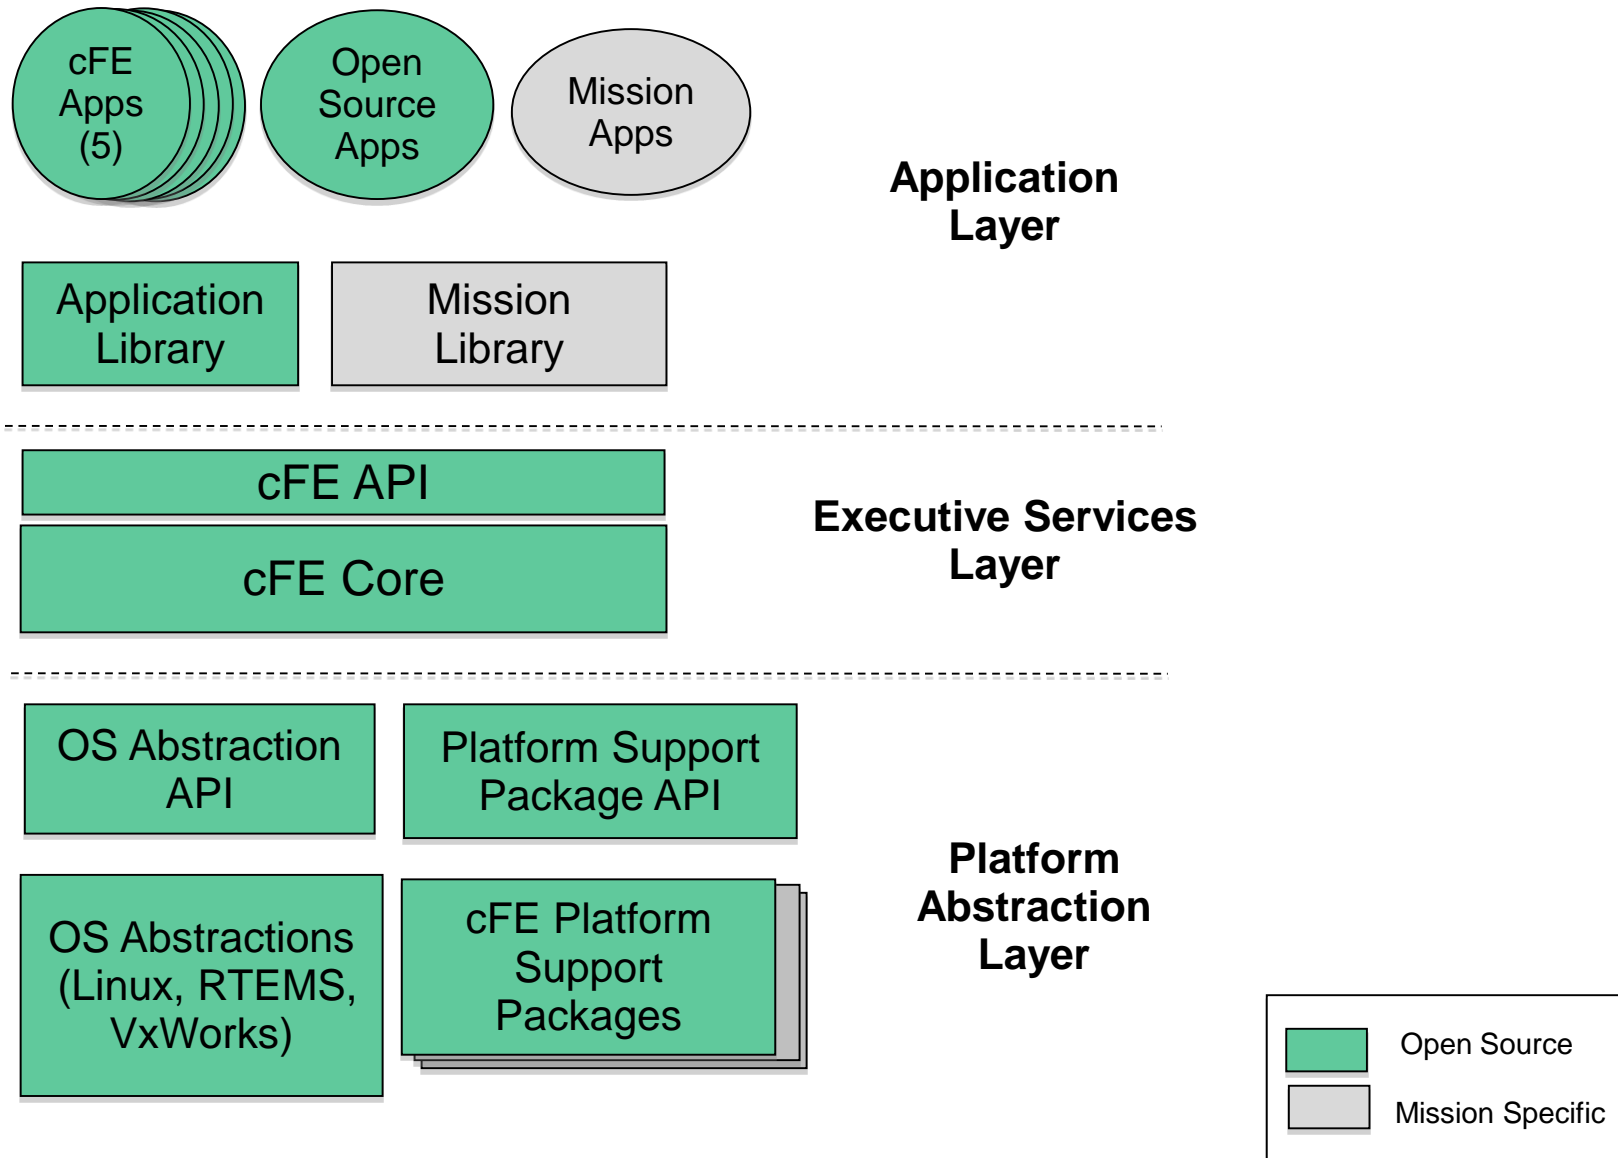 cFE
Apps
(5)
Open
Source
Apps
Mission
Apps
Application
Layer
Application
Library
Mission
Library
cFE API
cFE Core
Executive Services
Layer
OS Abstraction
API
Platform Support
Package API
OS Abstractions
(Linux, RTEMS,
VxWorks)
cFE Platform
Support
Packages
Platform
Abstraction
Layer
Open Source
Mission Specific